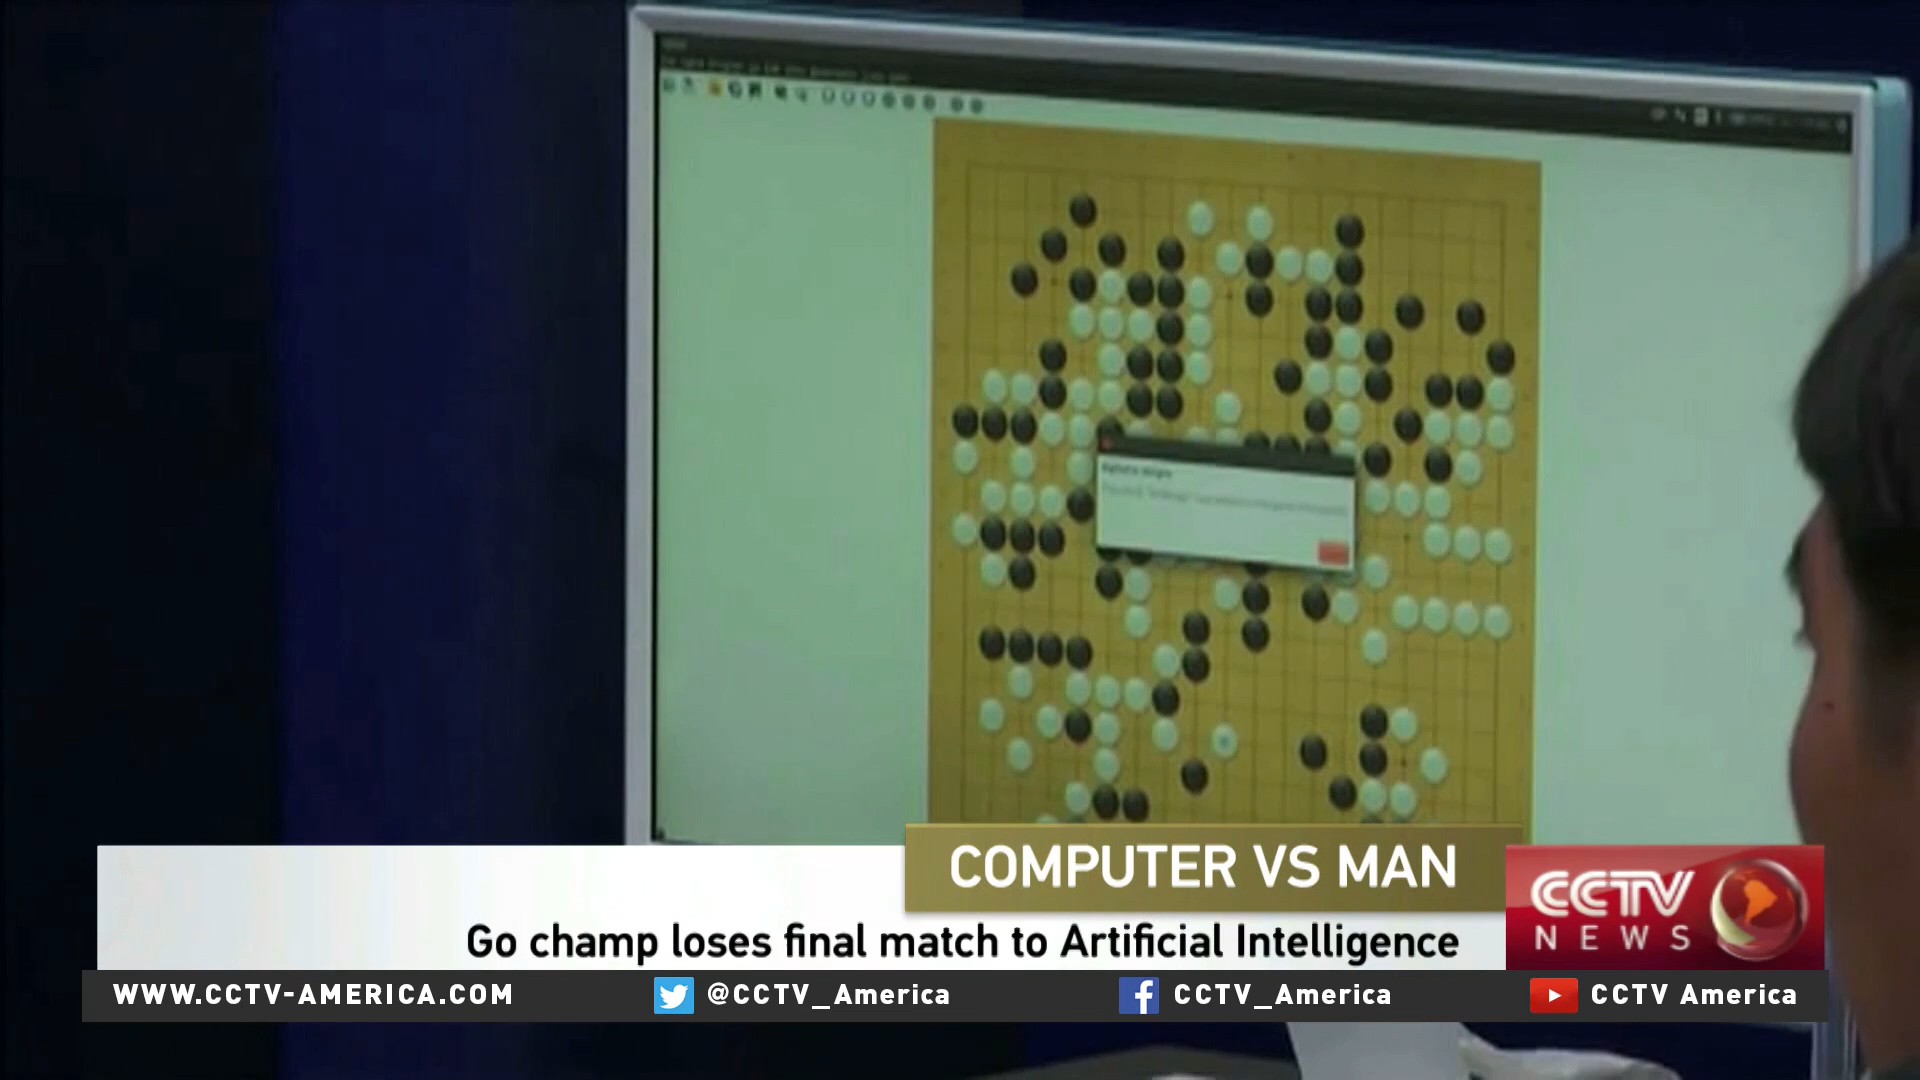 COMPUTER VS MAN
Go champ loses final match to Artificial Intelligence
CCTV
NEWS
WWW.CCTV-AMERICA.COM
@CCTV_America
CCTV_America
CCTV America